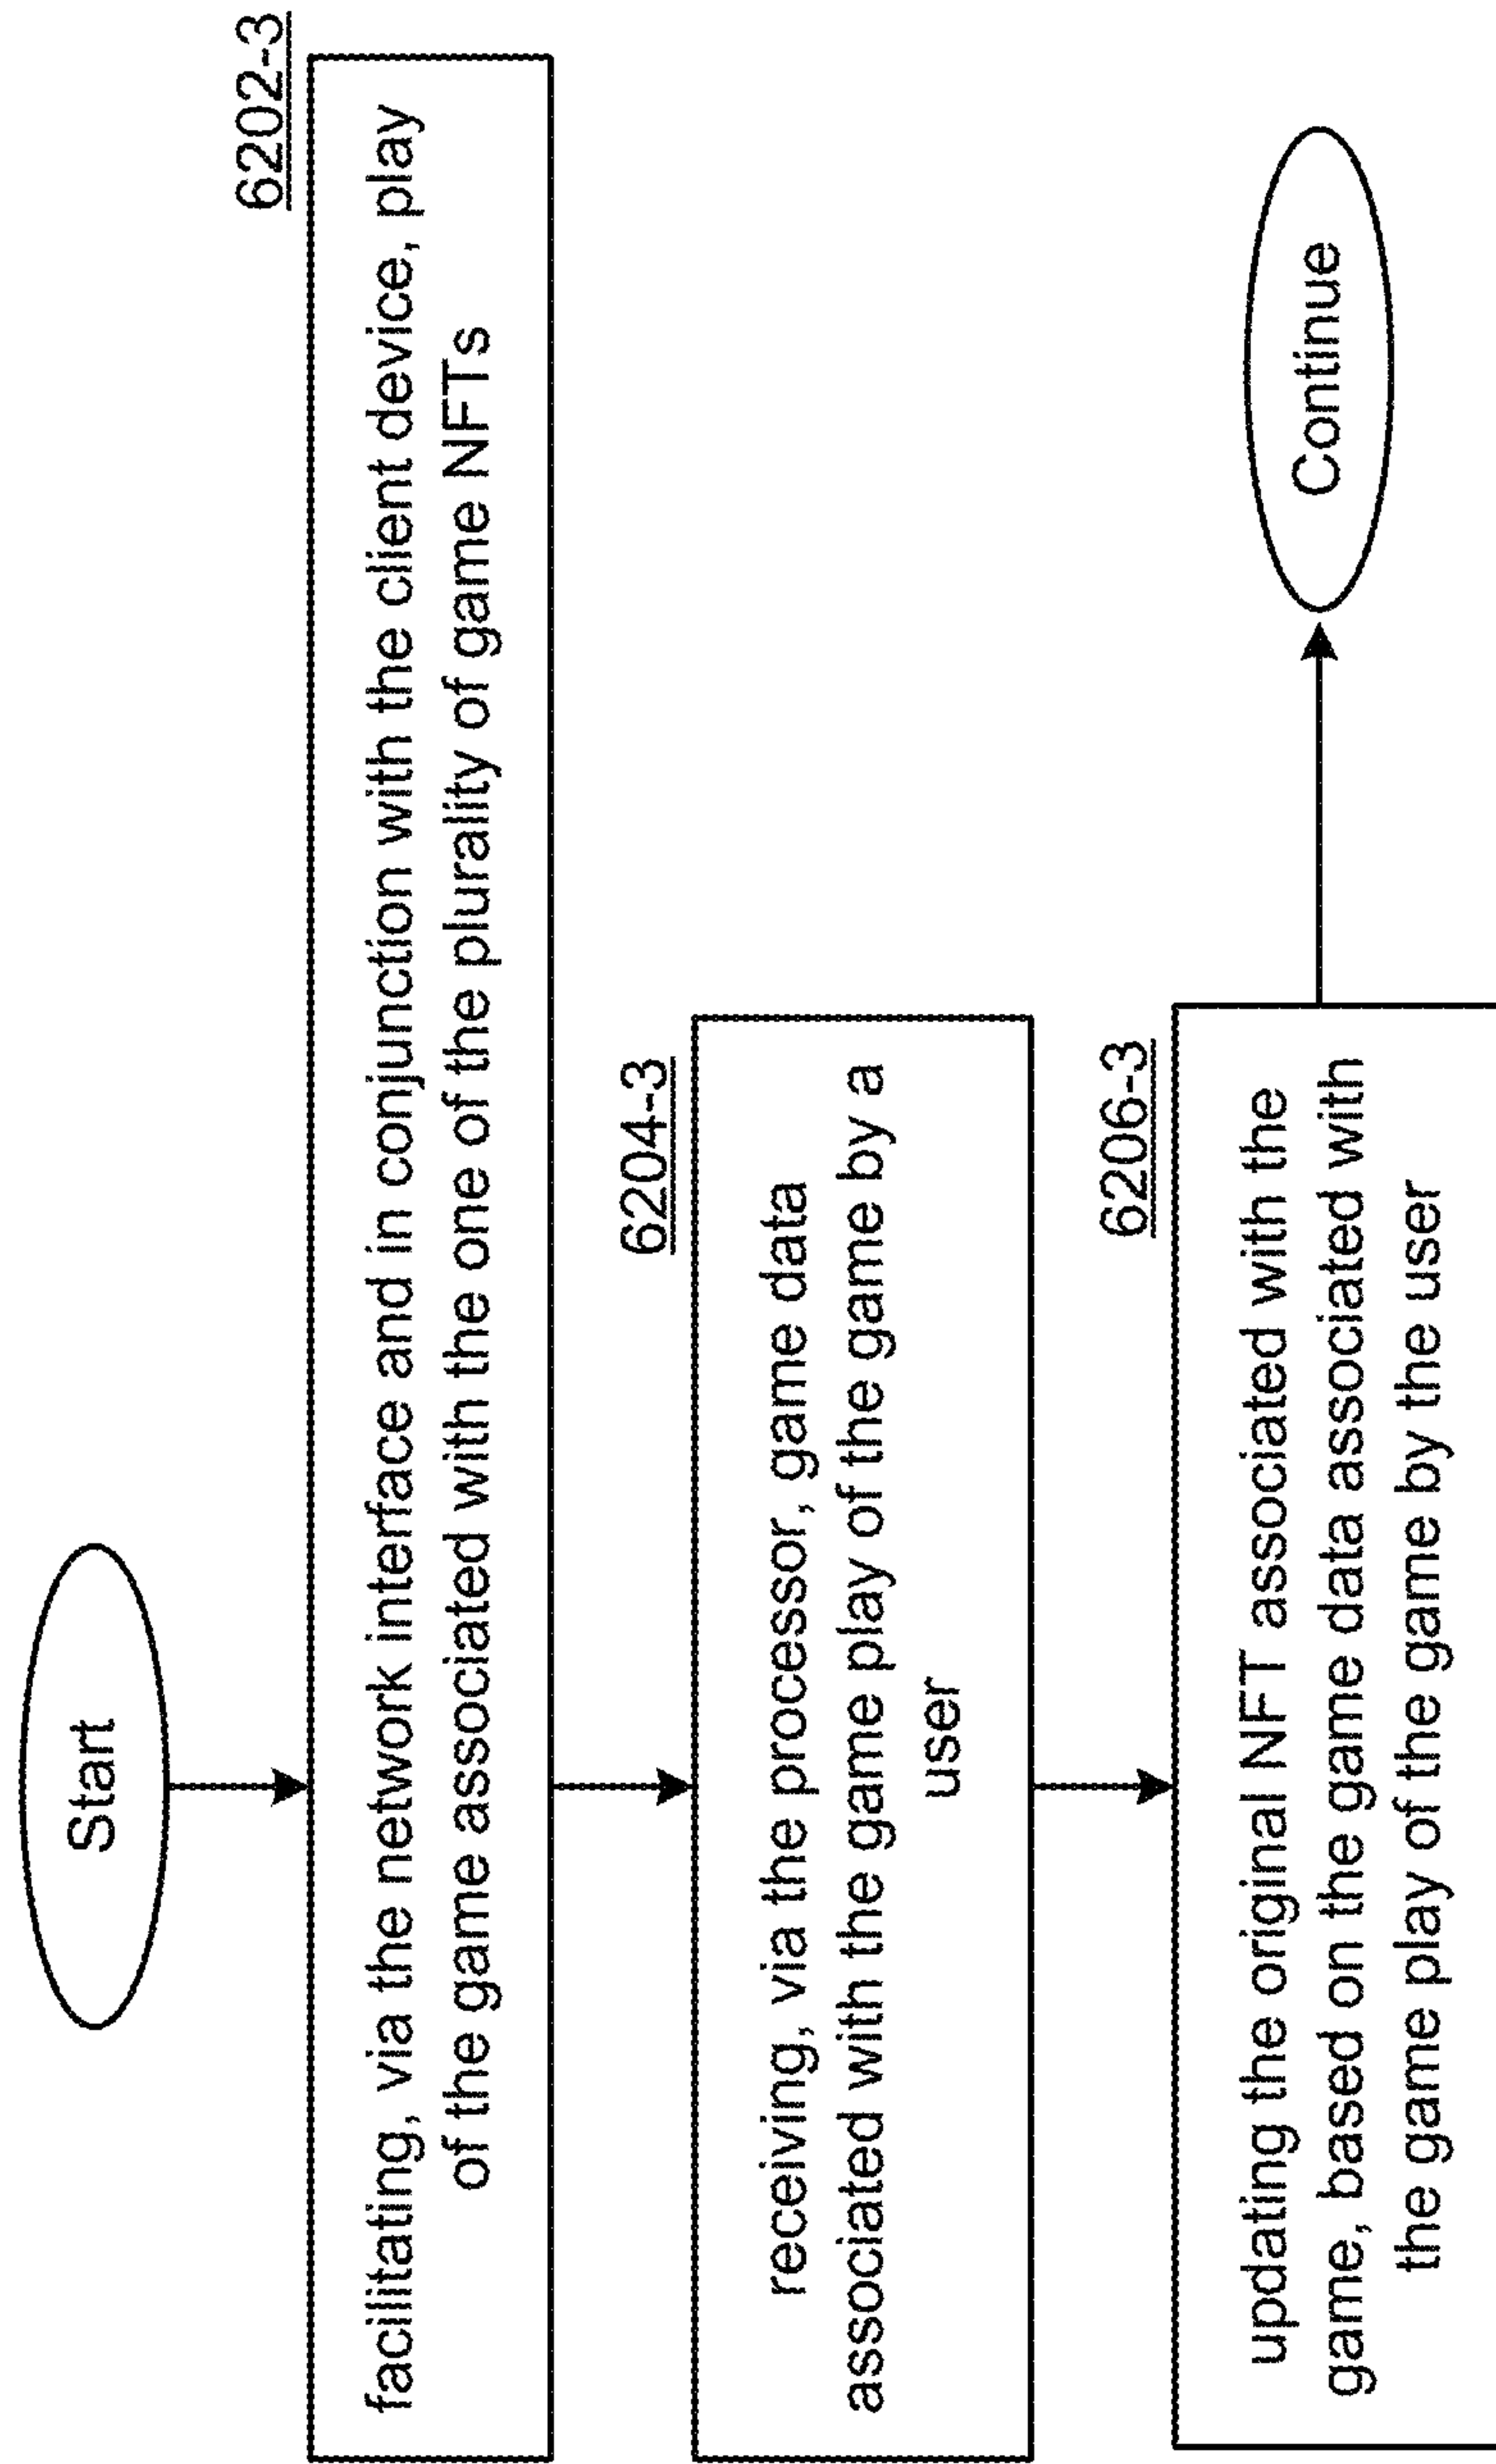 Start
6202-3
facilitating, via the network interface and in conjunction with the client device, play
of the game associated with the one of the plurality of game NFTs
6204-3
receiving, via the processor, game data
associated with the game play of the game by a
user
6206-3
updating the original NFT associated with the
game, based on the game data associated with
the game play of the game by the user
Continue